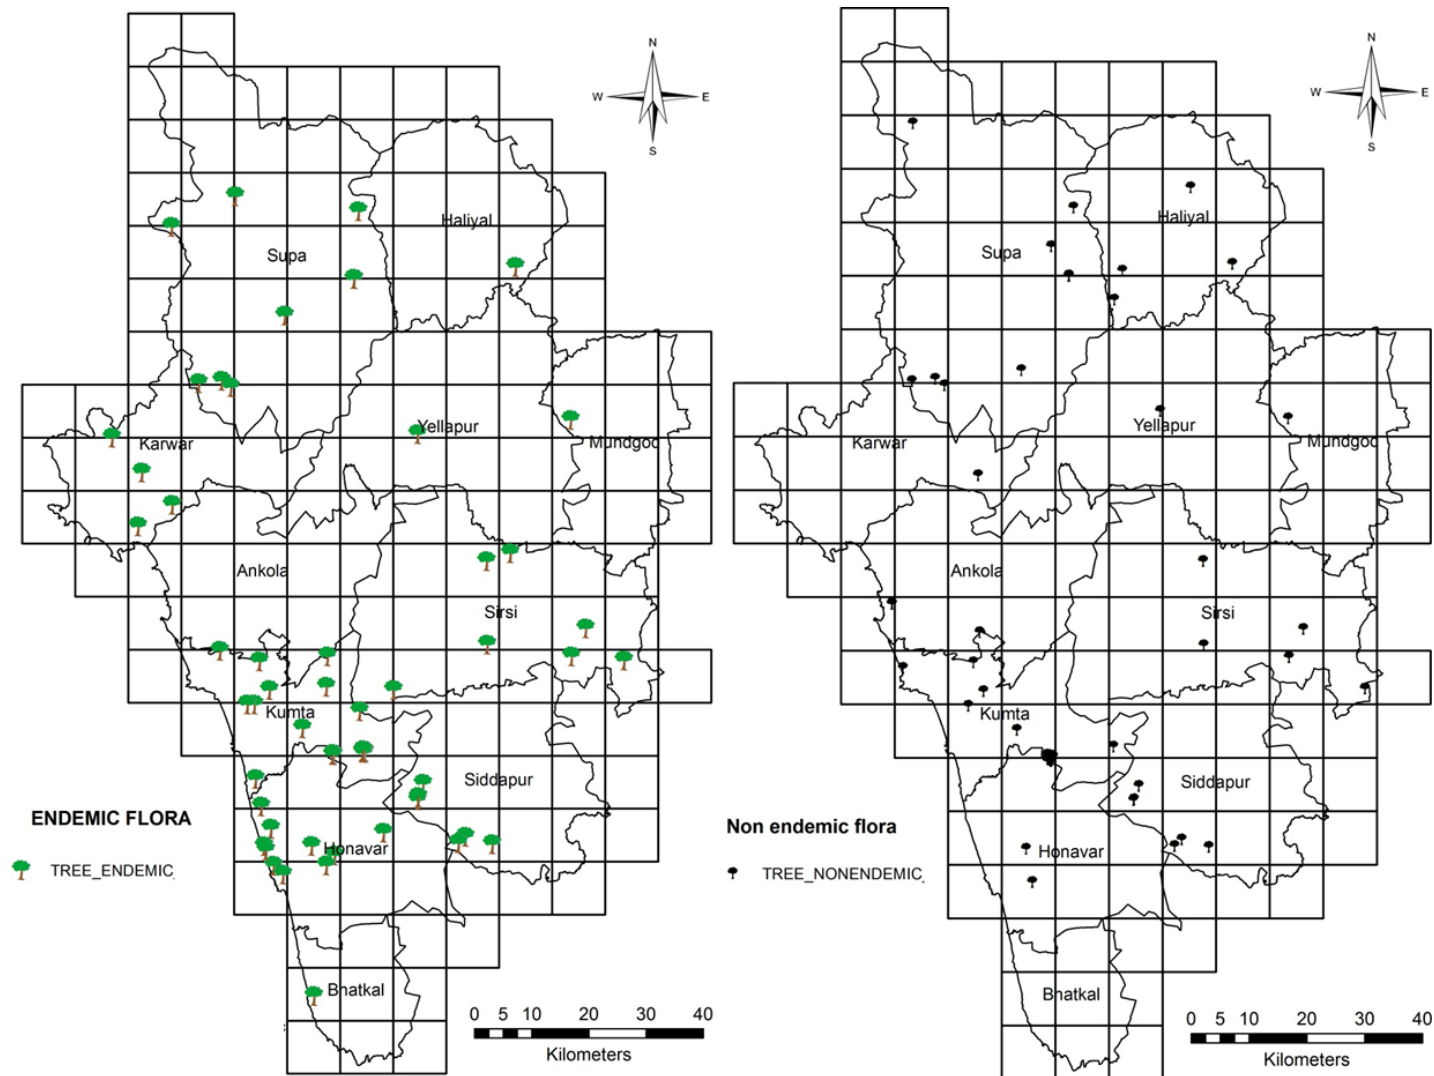 N
W E
S
Haliyal
Supa
Yellapur
Karwar
Mundgod
Ankola
Sirsi
Kumta
Siddapur
ENDEMIC FLORA
Honavar
TREE_ENDEMIC
Bhatkal
0 5 10 20 30 40
Kilometers
N
W E
S
Haliyal
Supa
Yellapur
Karwar
Mundgod
Ankola
Sirsi
Kumta
Siddapur
Non endemic flora
Honavar
TREE_NONENDEMIC
Bhatkal
0 5 10 20 30 40
Kilometers